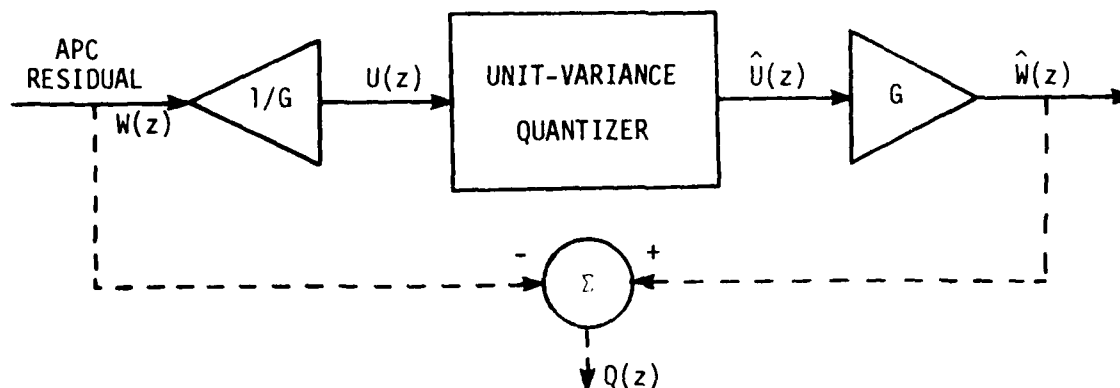 APC
RESIDUAL
W(z)
1/G
U(z)
UNIT-VARIANCE
QUANTIZER
Û(z)
G
Ŵ(z)
-
+
Σ
Q(z)